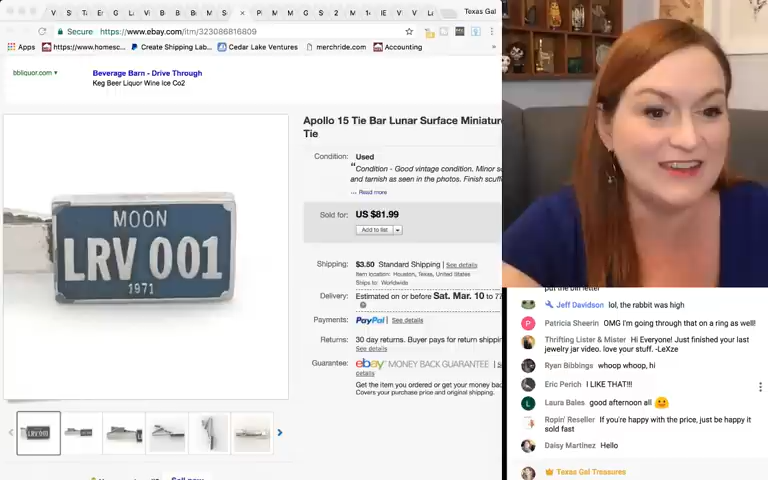 Texas Gal
Secure https://www.ebay.com/itm/323086816809
Apps https://www.homesc... Create Shipping Lab... Cedar Lake Ventures merchride.com Accounting »
bbliquor.com
Beverage Barn - Drive Through
Keg Beer Liquor Wine Ice Co2
Apollo 15 Tie Bar Lunar Surface Miniature
Tie
Condition: Used
"Condition - Good vintage condition. Minor s
and tarnish as seen in the photos. Finish scuff
... Read more
Sold for: US $81.99
Add to list
Shipping: $3.50 Standard Shipping | See details
Item location: Houston, Texas, United States
Ships to: Worldwide
Delivery: Estimated on or before Sat. Mar. 10 to 77
Payments: PayPal | See details
Returns: 30 day returns. Buyer pays for return shippin
See details
Guarantee: ebay MONEY BACK GUARANTEE | S
details
Get the item you ordered or get your money bac
Covers your purchase price and original shipping.
MOON
LRV 001
1971
Sell now
put the bill letter
Jeff Davidson lol, the rabbit was high
Patricia Sheerin OMG I'm going through that on a ring as well!
Thrifting Lister & Mister Hi Everyone! Just finished your last
jewelry jar video. love your stuff. -LeXze
Ryan Bibbings whoop whoop, hi
Eric Perich I LIKE THAT!!!
Laura Bales good afternoon all
Ropin' Reseller If you're happy with the price, just be happy it
sold fast
Daisy Martinez Hello
Texas Gal Treasures